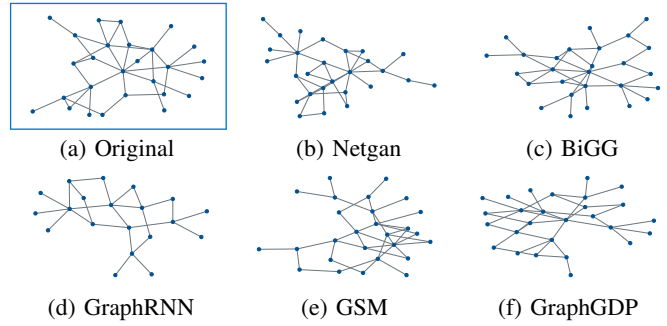 (a) Original
(b) Netgan
(c) BiGG
(d) GraphRNN
(e) GSM
(f) GraphGDP